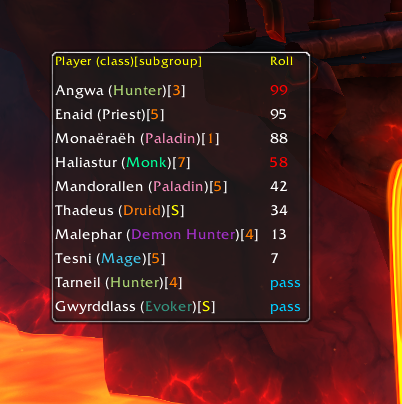 Player (class)[subgroup] Roll
Angwa (Hunter)[3] 99
Enaid (Priest)[5] 95
Monaëraëh (Paladin)[1] 88
Haliastur (Monk)[7] 58
Mandorallen (Paladin)[5] 42
Thadeus (Druid)[S] 34
Malephar (Demon Hunter)[4] 13
Tesni (Mage)[5] 7
Tarneil (Hunter)[4] pass
Gwyrddlass (Evoker)[S] pass